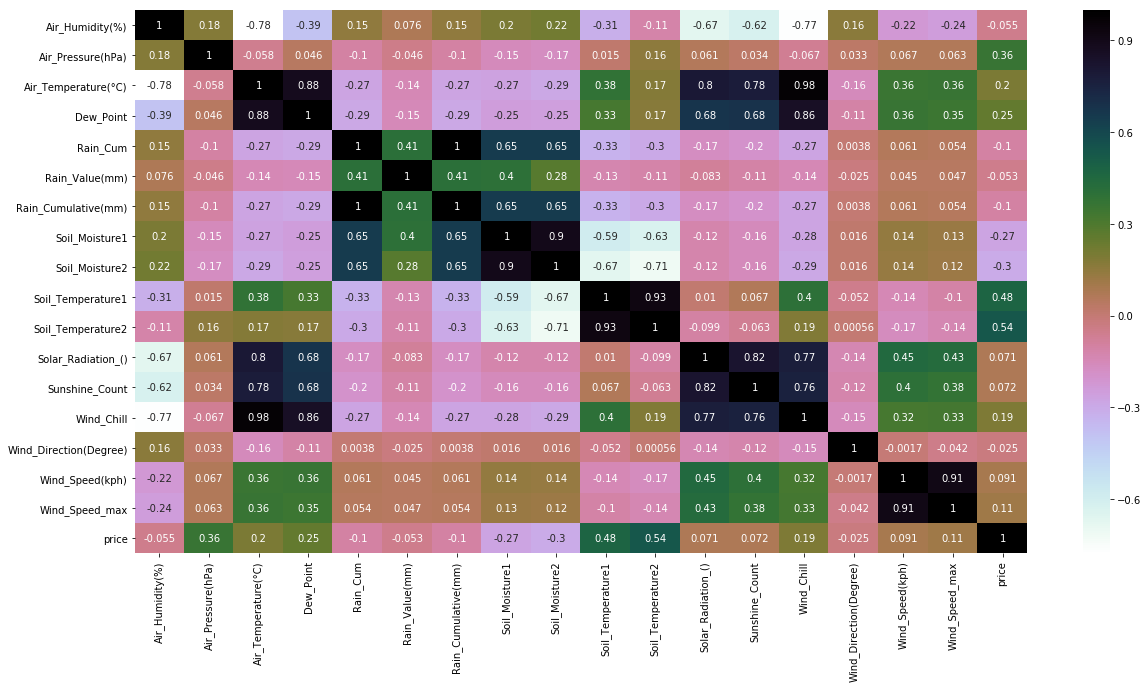 Air_Humidity(%) 1 0.18 -0.78 -0.39 0.15 0.076 0.15 0.2 0.22 -0.31 -0.11 -0.67 -0.62 -0.77 0.16 -0.22 -0.24 -0.055
Air_Pressure(hPa) 0.18 1 -0.058 0.046 -0.1 -0.046 -0.1 -0.15 -0.17 0.015 0.16 0.061 0.034 -0.067 0.033 0.067 0.063 0.36
Air_Temperature(°C) -0.78 -0.058 1 0.88 -0.27 -0.14 -0.27 -0.27 -0.29 0.38 0.17 0.8 0.78 0.98 -0.16 0.36 0.36 0.2
Dew_Point -0.39 0.046 0.88 1 -0.29 -0.15 -0.29 -0.25 -0.25 0.33 0.17 0.68 0.68 0.86 -0.11 0.36 0.35 0.25
Rain_Cum 0.15 -0.1 -0.27 -0.29 1 0.41 1 0.65 0.65 -0.33 -0.3 -0.17 -0.2 -0.27 0.0038 0.061 0.054 -0.1
Rain_Value(mm) 0.076 -0.046 -0.14 -0.15 0.41 1 0.41 0.4 0.28 -0.13 -0.11 -0.083 -0.11 -0.14 -0.025 0.045 0.047 -0.053
Rain_Cumulative(mm) 0.15 -0.1 -0.27 -0.29 1 0.41 1 0.65 0.65 -0.33 -0.3 -0.17 -0.2 -0.27 0.0038 0.061 0.054 -0.1
Soil_Moisture1 0.2 -0.15 -0.27 -0.25 0.65 0.4 0.65 1 0.9 -0.59 -0.63 -0.12 -0.16 -0.28 0.016 0.14 0.13 -0.27
Soil_Moisture2 0.22 -0.17 -0.29 -0.25 0.65 0.28 0.65 0.9 1 -0.67 -0.71 -0.12 -0.16 -0.29 0.016 0.14 0.12 -0.3
Soil_Temperature1 -0.31 0.015 0.38 0.33 -0.33 -0.13 -0.33 -0.59 -0.67 1 0.93 0.01 0.067 0.4 -0.052 -0.14 -0.1 0.48
Soil_Temperature2 -0.11 0.16 0.17 0.17 -0.3 -0.11 -0.3 -0.63 -0.71 0.93 1 -0.099 -0.063 0.19 0.00056 -0.17 -0.14 0.54
Solar_Radiation_() -0.67 0.061 0.8 0.68 -0.17 -0.083 -0.17 -0.12 -0.12 0.01 -0.099 1 0.82 0.77 -0.14 0.45 0.43 0.071
Sunshine_Count -0.62 0.034 0.78 0.68 -0.2 -0.11 -0.2 -0.16 -0.16 0.067 -0.063 0.82 1 0.76 -0.12 0.4 0.38 0.072
Wind_Chill -0.77 -0.067 0.98 0.86 -0.27 -0.14 -0.27 -0.28 -0.29 0.4 0.19 0.77 0.76 1 -0.15 0.32 0.33 0.19
Wind_Direction(Degree) 0.16 0.033 -0.16 -0.11 0.0038 -0.025 0.0038 0.016 0.016 -0.052 0.00056 -0.14 -0.12 -0.15 1 -0.0017 -0.042 -0.025
Wind_Speed(kph) -0.22 0.067 0.36 0.36 0.061 0.045 0.061 0.14 0.14 -0.14 -0.17 0.45 0.4 0.32 -0.0017 1 0.91 0.091
Wind_Speed_max -0.24 0.063 0.36 0.35 0.054 0.047 0.054 0.13 0.12 -0.1 -0.14 0.43 0.38 0.33 -0.042 0.91 1 0.11
price -0.055 0.36 0.2 0.25 -0.1 -0.053 -0.1 -0.27 -0.3 0.48 0.54 0.071 0.072 0.19 -0.025 0.091 0.11 1
Air_Humidity(%)
Air_Pressure(hPa)
Air_Temperature(°C)
Dew_Point
Rain_Cum
Rain_Value(mm)
Rain_Cumulative(mm)
Soil_Moisture1
Soil_Moisture2
Soil_Temperature1
Soil_Temperature2
Solar_Radiation_()
Sunshine_Count
Wind_Chill
Wind_Direction(Degree)
Wind_Speed(kph)
Wind_Speed_max
price
0.9
0.6
0.3
0.0
−0.3
−0.6